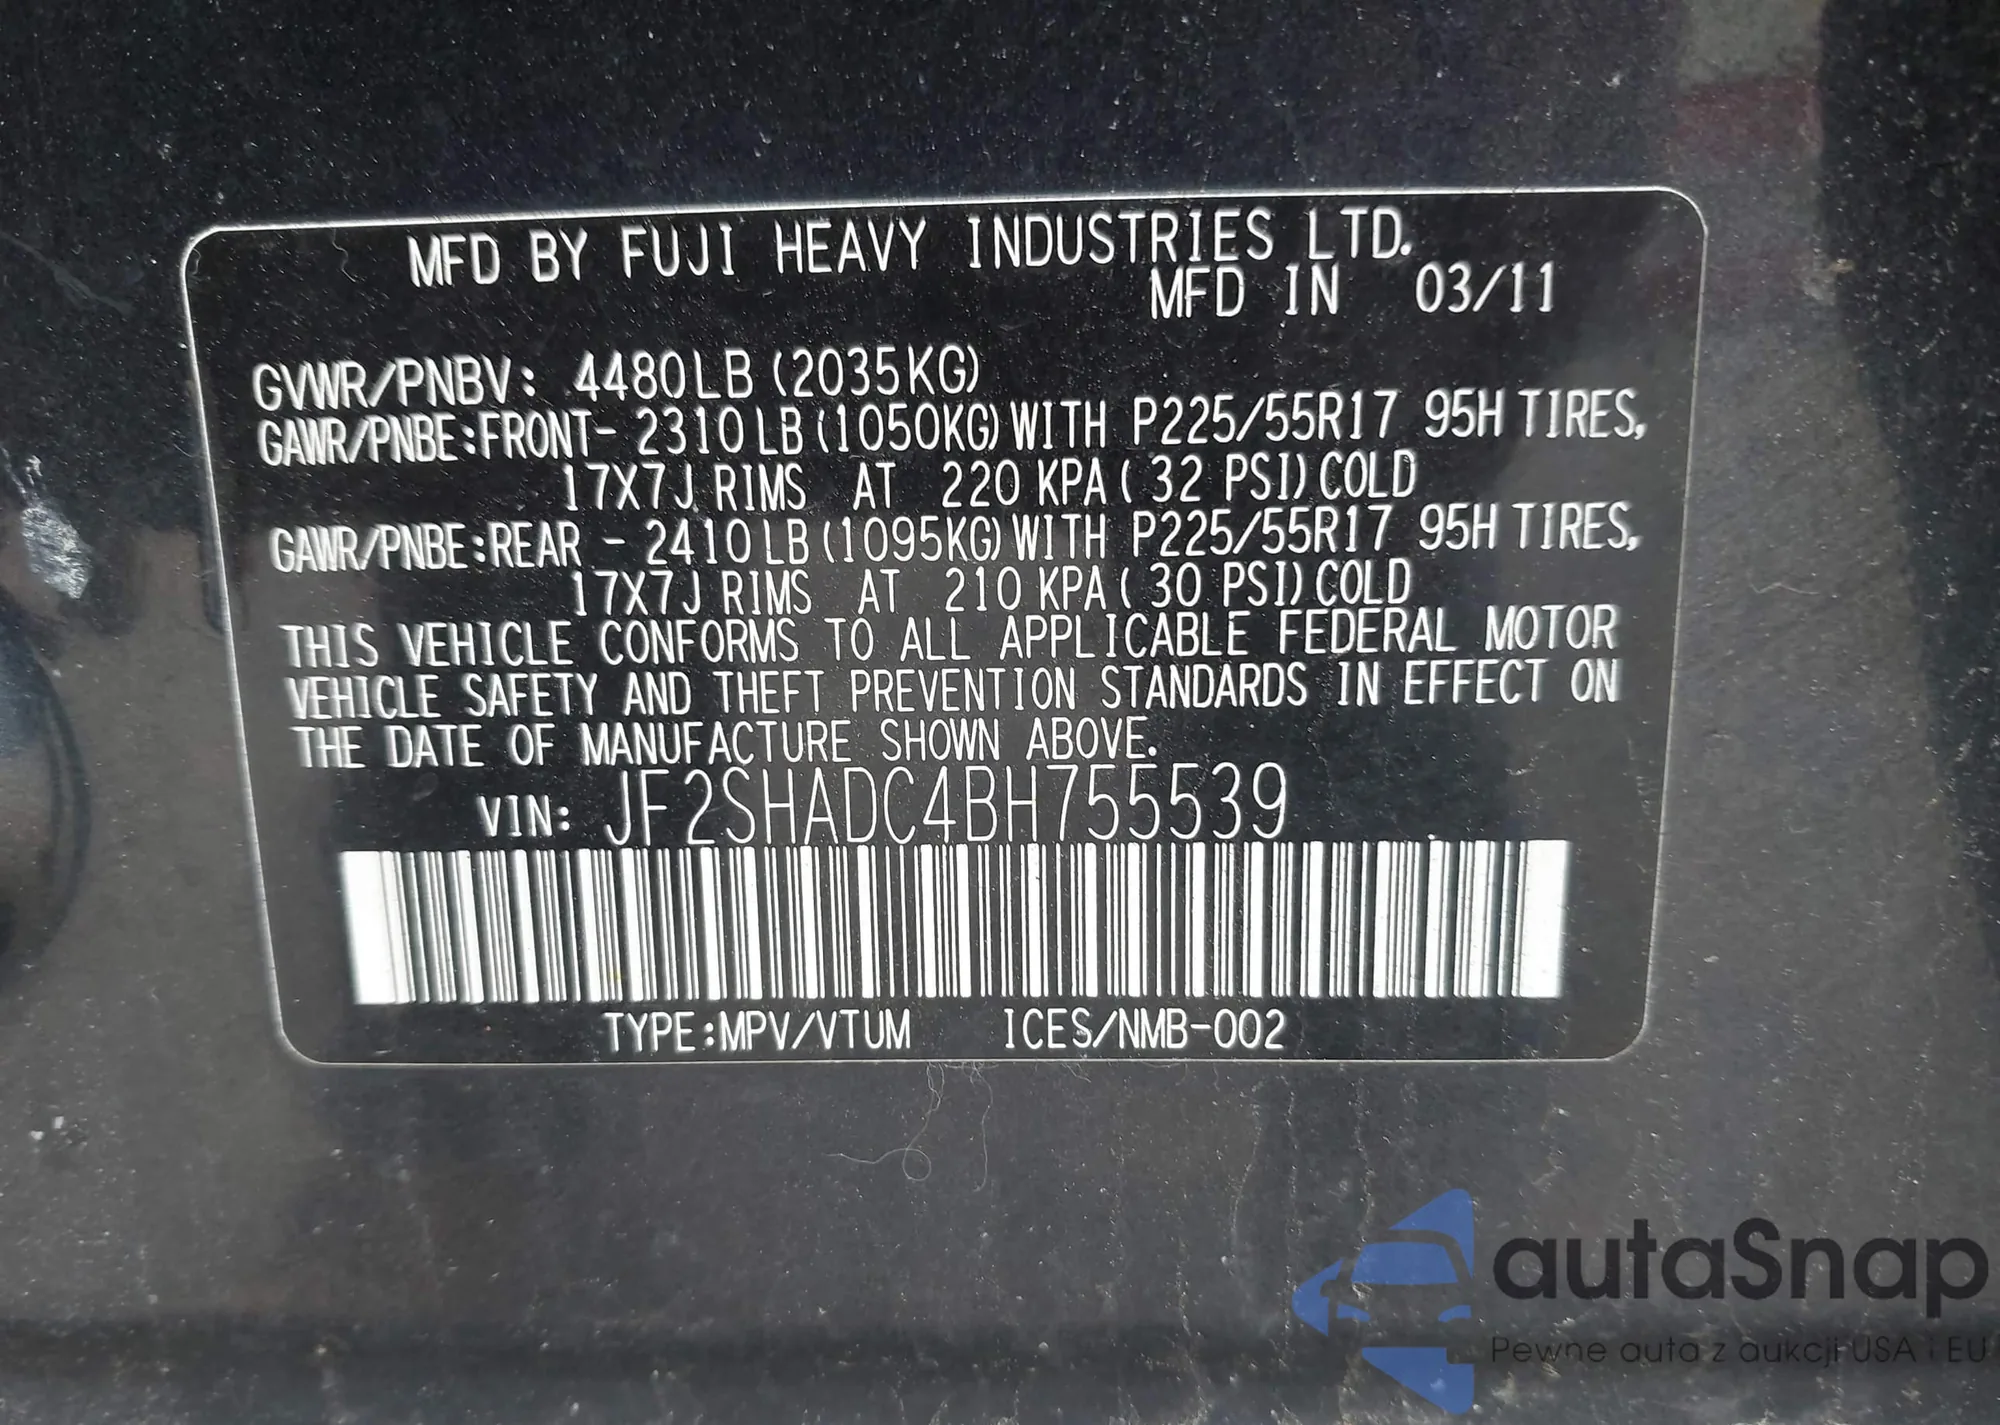 MFD BY FUJI HEAVY INDUSTRIES LTD.
MFD IN 03/11
GVWR/PNBV: 4480LB (2035KG)
GAWR/PNBE:FRONT- 2310LB(1050KG)WITH P225/55R17 95H TIRES,
17X7J RIMS AT 220 KPA( 32 PSI)COLD
GAWR/PNBE:REAR - 2410LB(1095KG)WITH P225/55R17 95H TIRES,
17X7J RIMS AT 210 KPA( 30 PSI)COLD
THIS VEHICLE CONFORMS TO ALL APPLICABLE FEDERAL MOTOR
VEHICLE SAFETY AND THEFT PREVENTION STANDARDS IN EFFECT ON
THE DATE OF MANUFACTURE SHOWN ABOVE.
VIN: JF2SHADC4BH755539
TYPE:MPV/VTUM ICES/NMB-002
autaSnap
Pewne auta z aukcji USA i EU